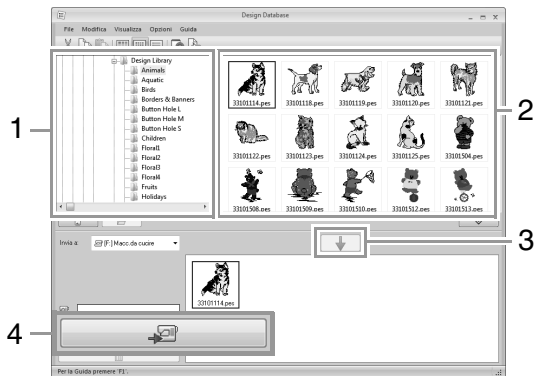 Design Database
File Modifica Visualizza Opzioni Guida
Design Library
Animals
Aquatic
Birds
Borders & Banners
Button Hole L
Button Hole M
Button Hole S
Children
Floral1
Floral2
Floral3
Floral4
Fruits
Holidays
33101114.pes 33101118.pes 33101119.pes 33101120.pes 33101121.pes
33101122.pes 33101123.pes 33101124.pes 33101125.pes 33101504.pes
33101508.pes 33101509.pes 33101510.pes 33101512.pes 33101513.pes
1
2
3
4
Invia a: [F:] Macc.da cucire
33101114.pes
Per la Guida premere 'F1'.